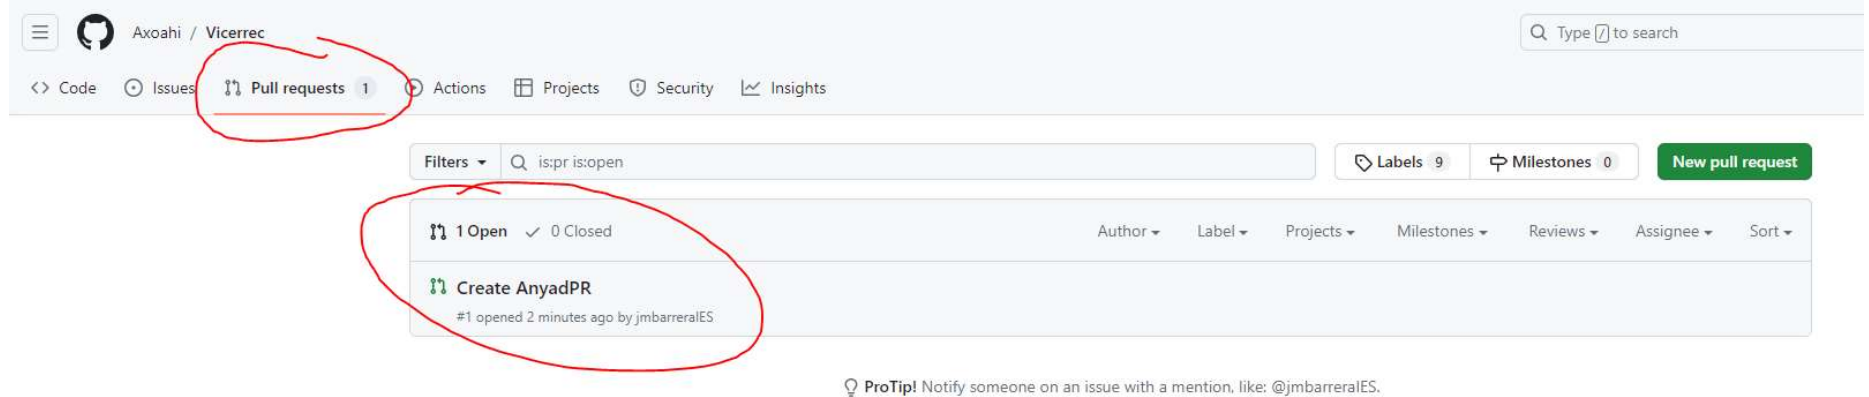 Axoahi / Vicerrec
Type / to search
Code Issues Pull requests 1 Actions Projects Security Insights
Filters is:pr is:open Labels 9 Milestones 0 New pull request
1 Open 0 Closed Author Label Projects Milestones Reviews Assignee Sort
Create AnyadPR
#1 opened 2 minutes ago by jmbarreraIES
ProTip! Notify someone on an issue with a mention, like: @jmbarreraIES.